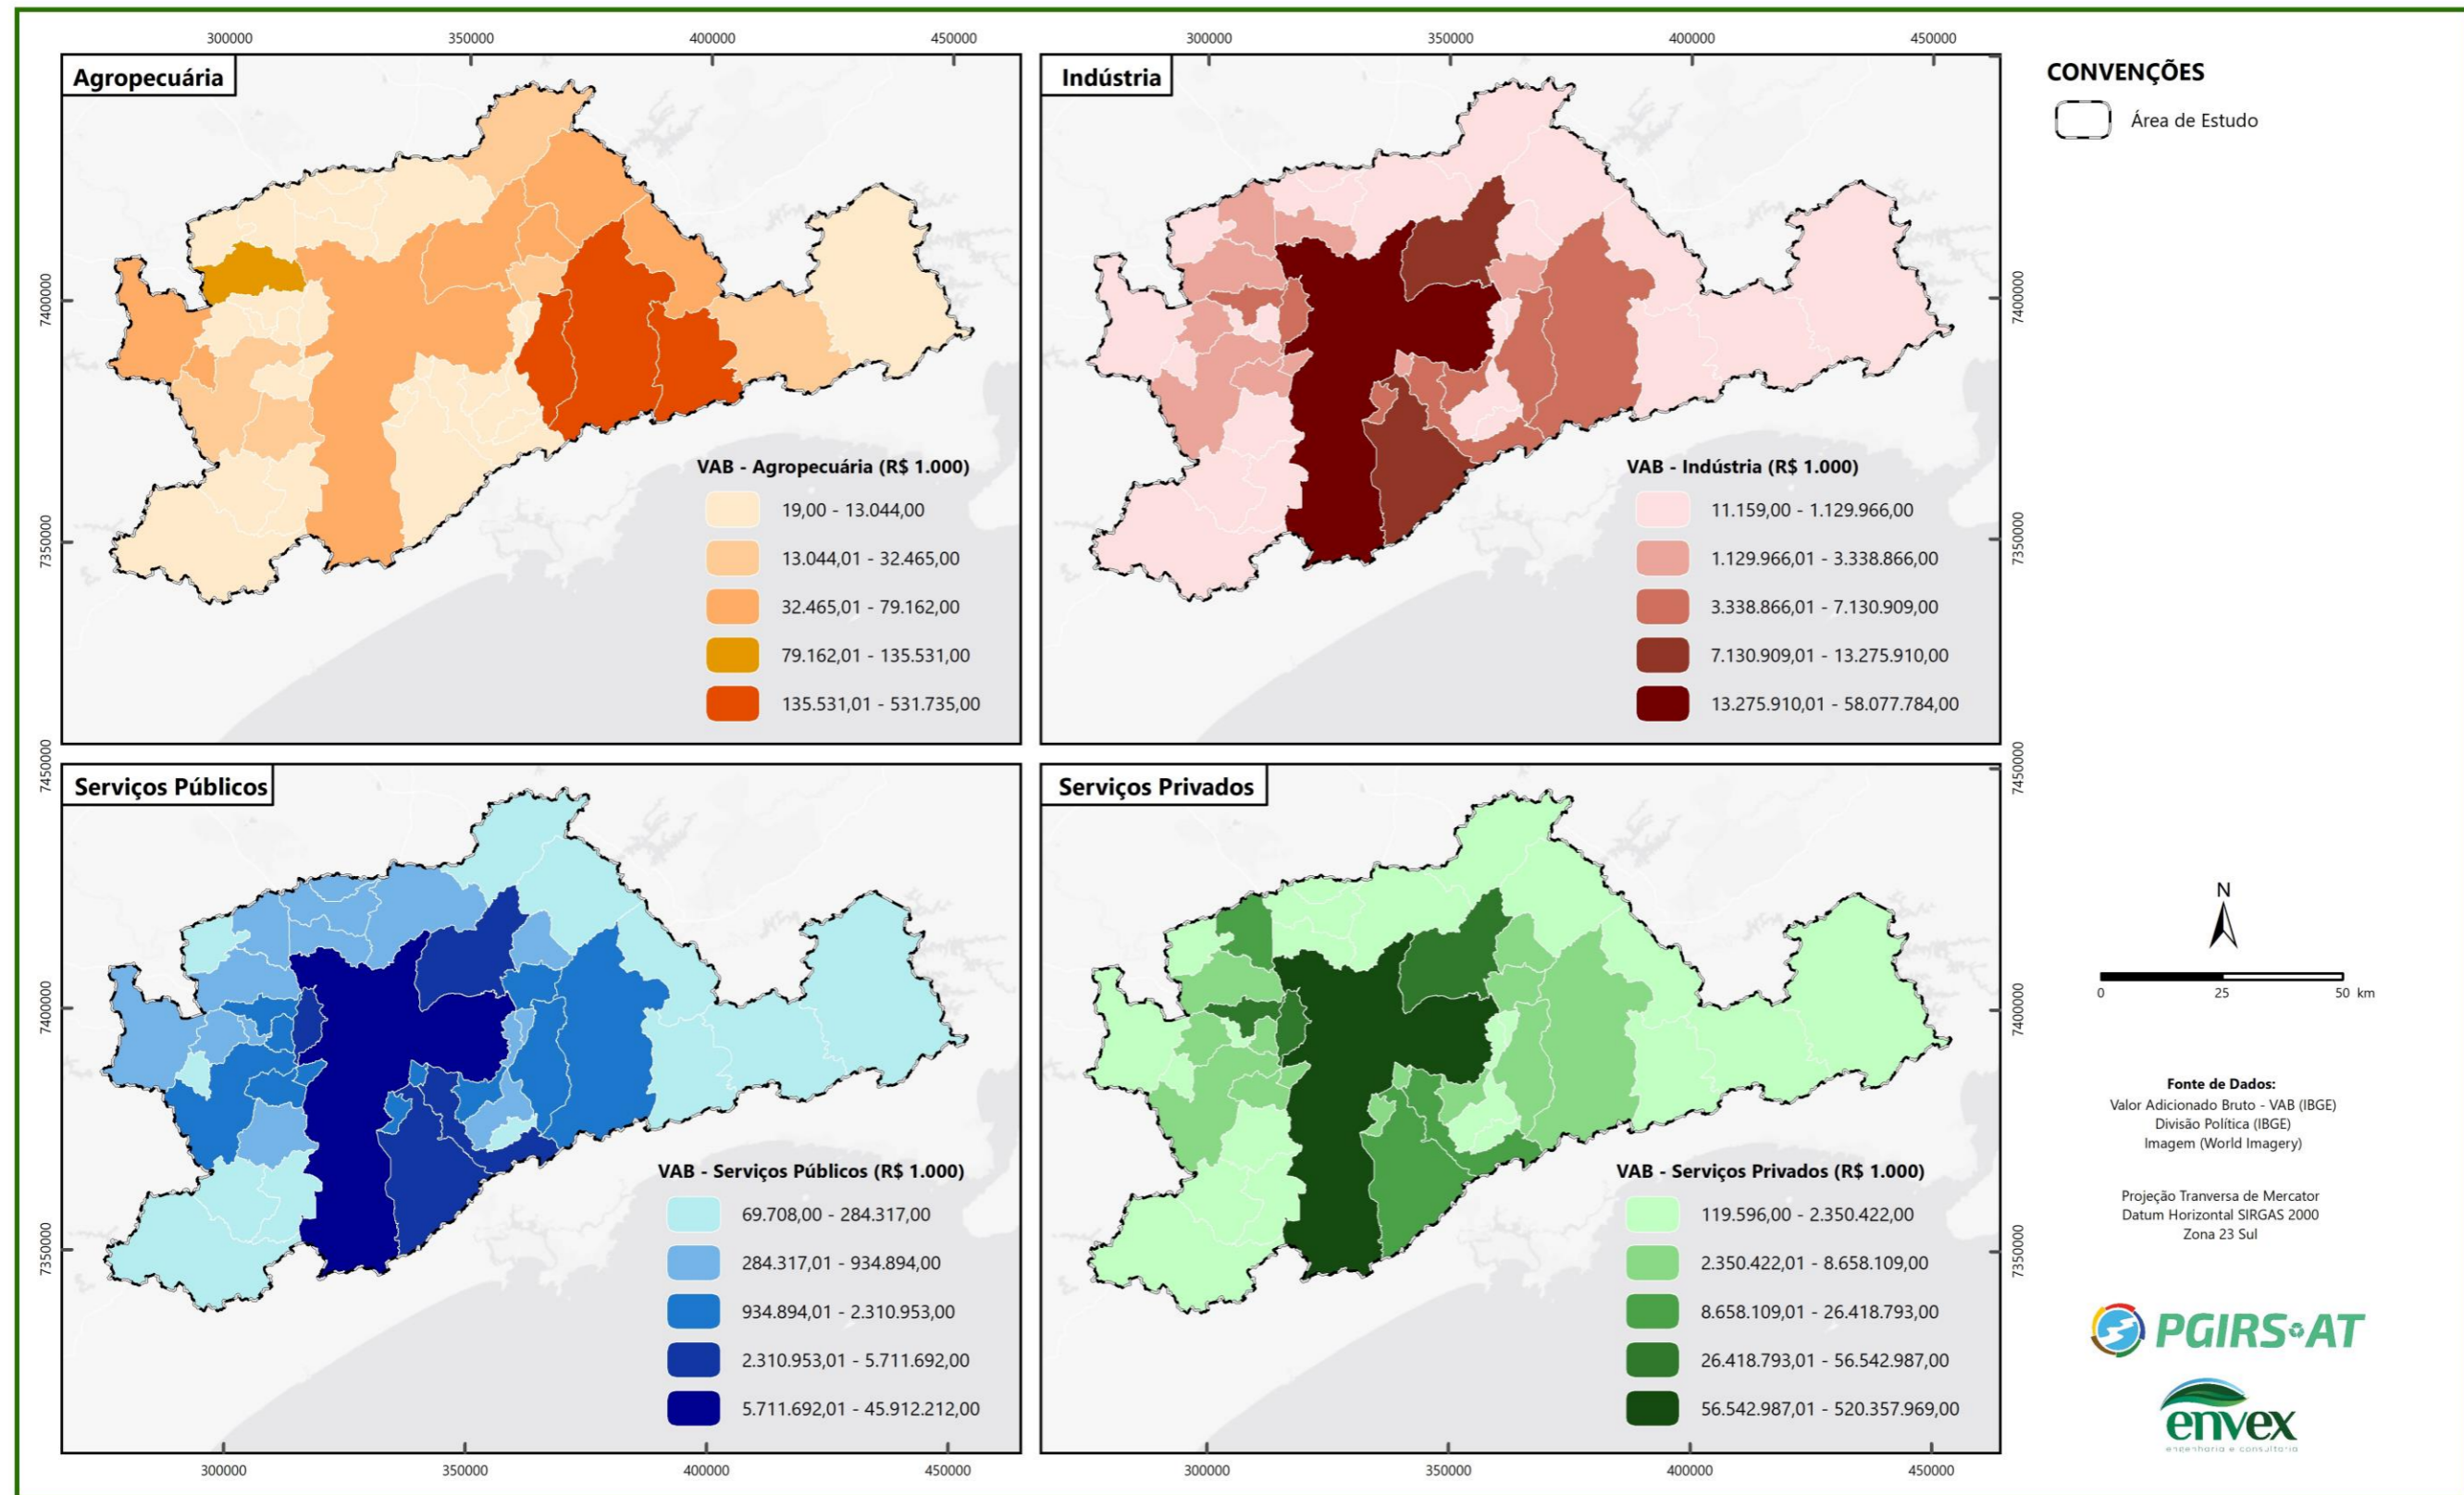 300000 350000 400000 450000
300000 350000 400000 450000
Agropecuária
7400000
7350000
VAB - Agropecuária (R$ 1.000)
19,00 - 13.044,00
13.044,01 - 32.465,00
32.465,01 - 79.162,00
79.162,01 - 135.531,00
135.531,01 - 531.735,00
Indústria
7400000
7350000
VAB - Indústria (R$ 1.000)
11.159,00 - 1.129.966,00
1.129.966,01 - 3.338.866,00
3.338.866,01 - 7.130.909,00
7.130.909,01 - 13.275.910,00
13.275.910,01 - 58.077.784,00
CONVENÇÕES
Área de Estudo
Serviços Públicos
7450000
7400000
7350000
VAB - Serviços Públicos (R$ 1.000)
69.708,00 - 284.317,00
284.317,01 - 934.894,00
934.894,01 - 2.310.953,00
2.310.953,01 - 5.711.692,00
5.711.692,01 - 45.912.212,00
Serviços Privados
7450000
7400000
7350000
VAB - Serviços Privados (R$ 1.000)
119.596,00 - 2.350.422,00
2.350.422,01 - 8.658.109,00
8.658.109,01 - 26.418.793,00
26.418.793,01 - 56.542.987,00
56.542.987,01 - 520.357.969,00
300000 350000 400000 450000
300000 350000 400000 450000
N
0 25 50 km
Fonte de Dados:
Valor Adicionado Bruto - VAB (IBGE)
Divisão Política (IBGE)
Imagem (World Imagery)
Projeção Tranversa de Mercator
Datum Horizontal SIRGAS 2000
Zona 23 Sul
PGIRS AT
envex
engenharia e consultoria